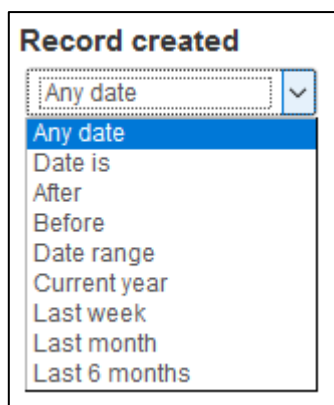 Record created
Any date
Any date
Date is
After
Before
Date range
Current year
Last week
Last month
Last 6 months